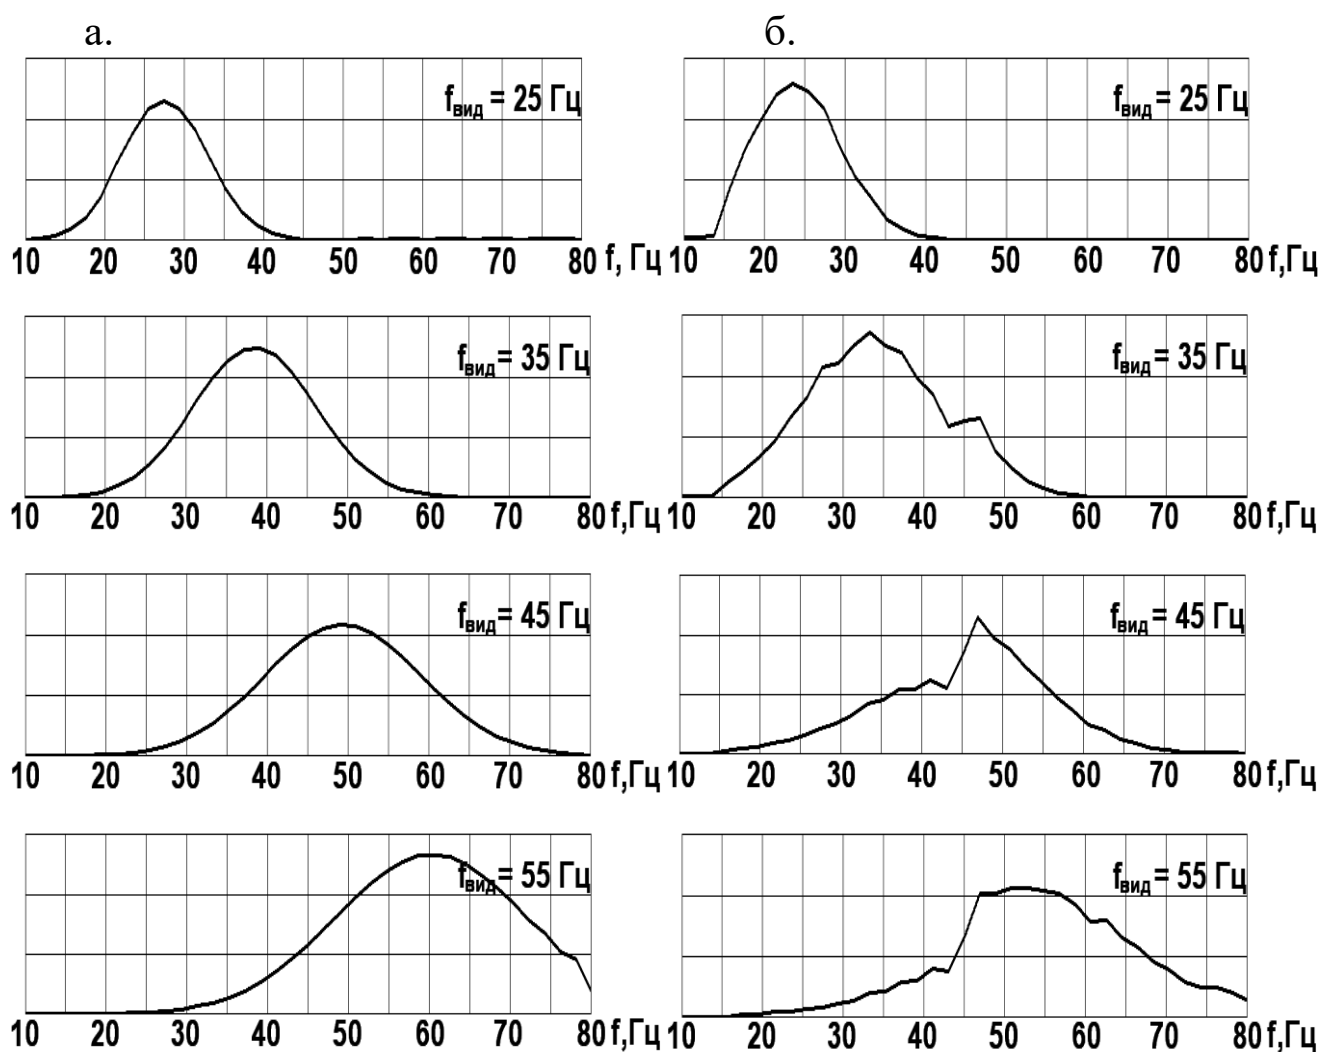 а. б.
fвид = 25 Гц fвид = 25 Гц
10 20 30 40 50 60 70 80 f, Гц 10 20 30 40 50 60 70 80 f,Гц
fвид = 35 Гц fвид = 35 Гц
10 20 30 40 50 60 70 80 f,Гц 10 20 30 40 50 60 70 80 f,Гц
fвид = 45 Гц fвид = 45 Гц
10 20 30 40 50 60 70 80 f,Гц 10 20 30 40 50 60 70 80 f,Гц
fвид = 55 Гц fвид = 55 Гц
10 20 30 40 50 60 70 80 f,Гц 10 20 30 40 50 60 70 80 f,Гц